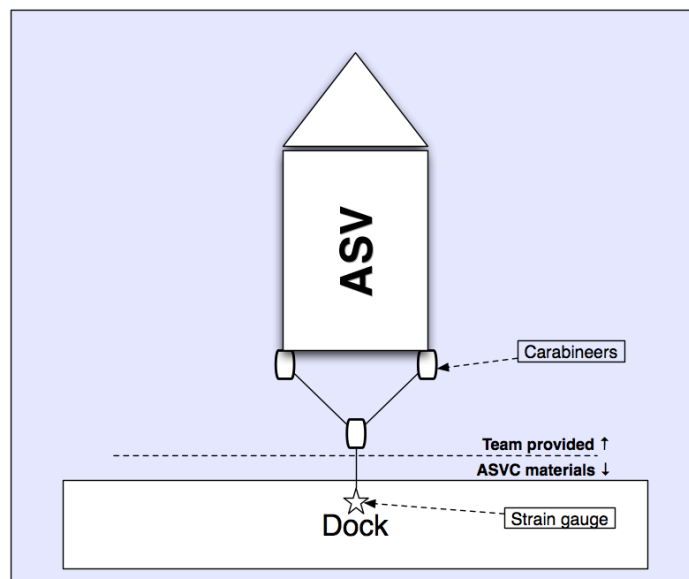 ASV
Carabineers
Team provided ↑
ASVC materials ↓
Dock
Strain gauge